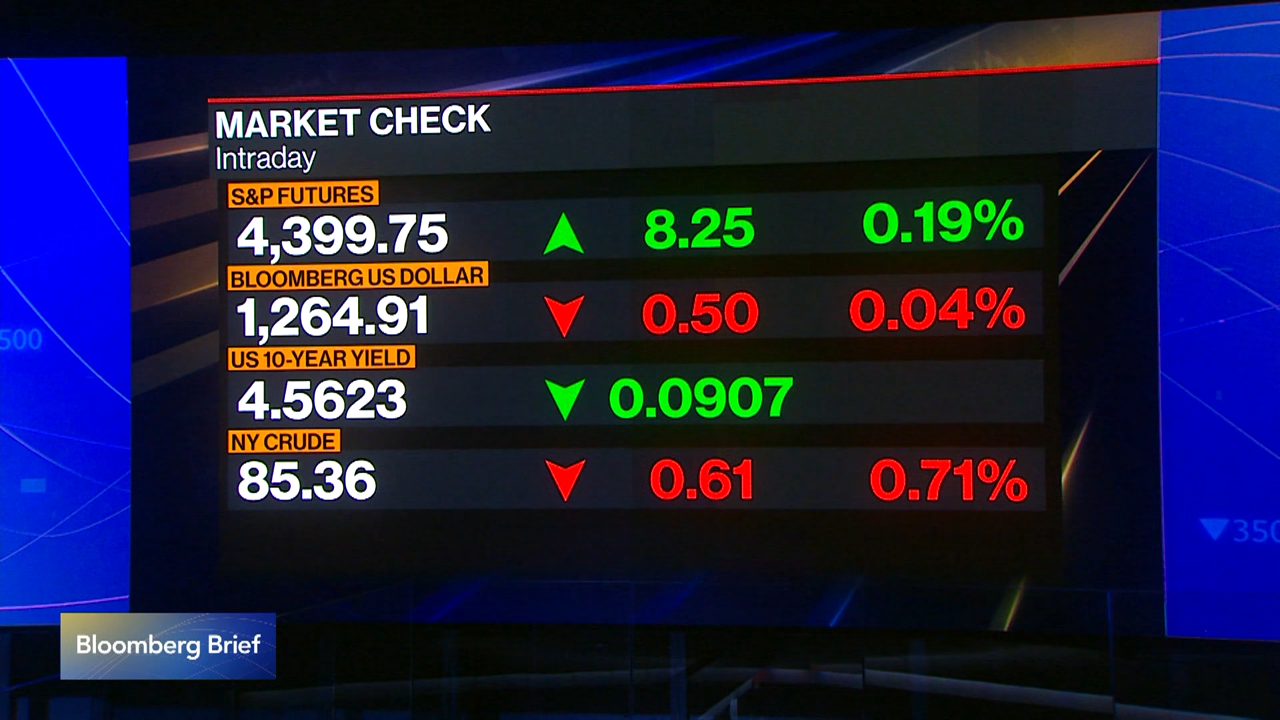 MARKET CHECK
Intraday
S&P FUTURES
4,399.75 ▲ 8.25 0.19%
BLOOMBERG US DOLLAR
1,264.91 ▼ 0.50 0.04%
US 10-YEAR YIELD
4.5623 ▼ 0.0907
NY CRUDE
85.36 ▼ 0.61 0.71%
500
▼350
Bloomberg Brief